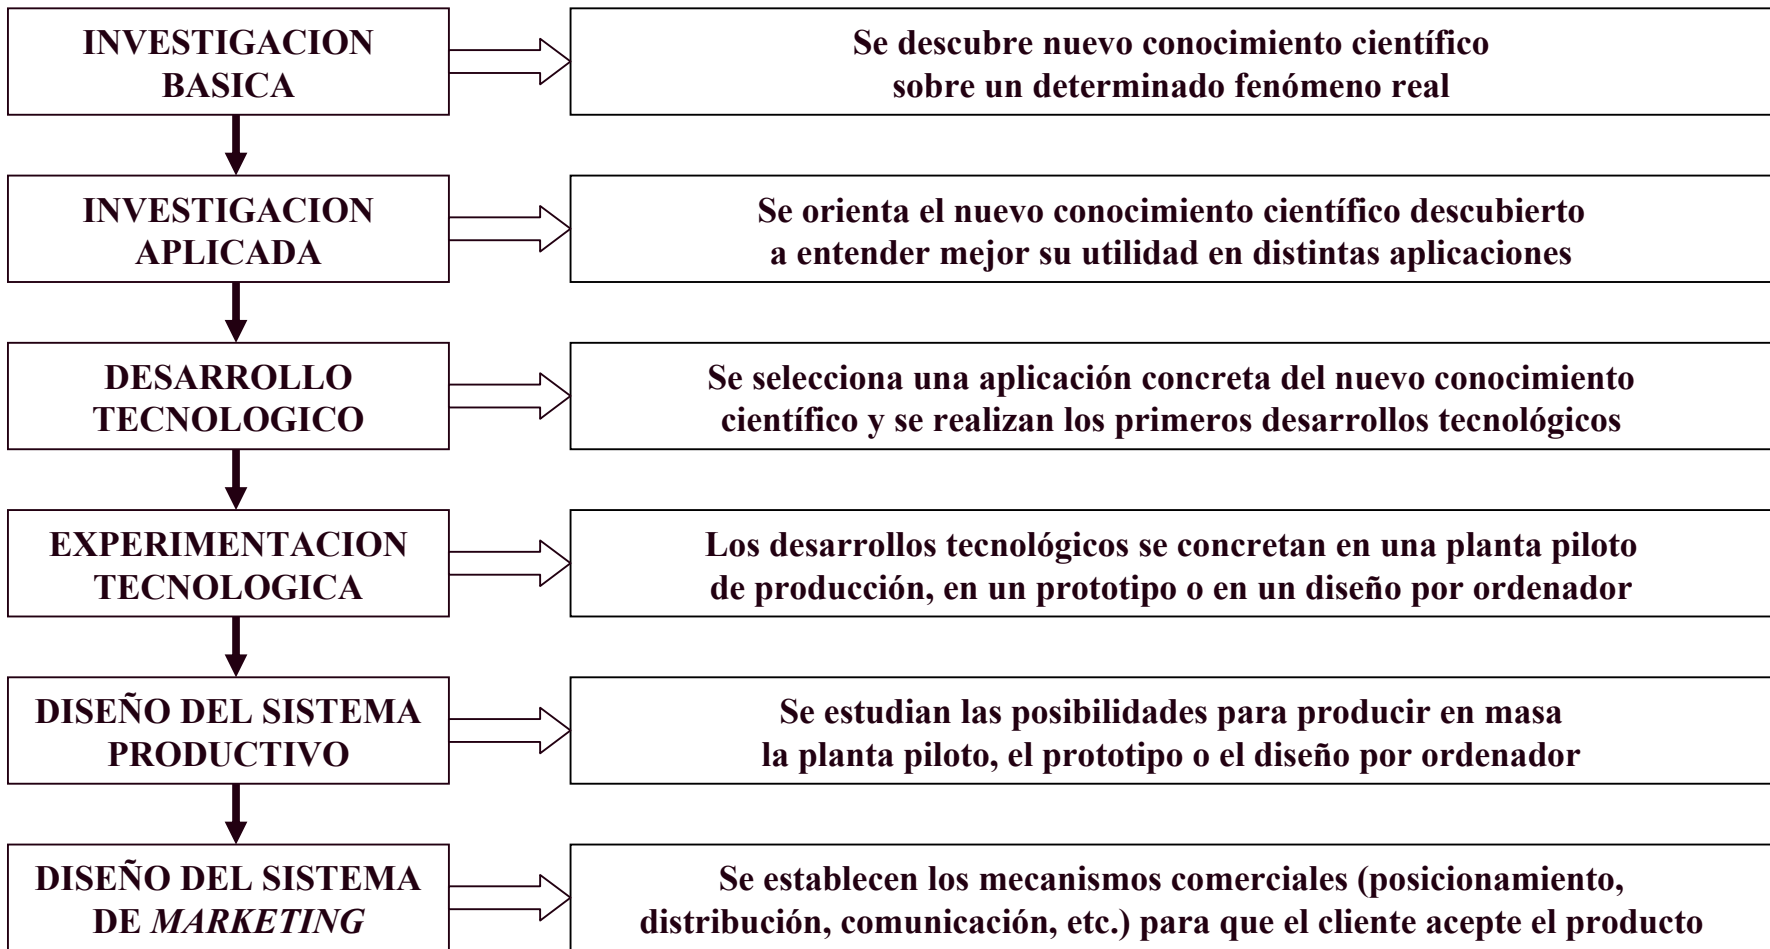 INVESTIGACION
BASICA
Se descubre nuevo conocimiento científico
sobre un determinado fenómeno real
INVESTIGACION
APLICADA
Se orienta el nuevo conocimiento científico descubierto
a entender mejor su utilidad en distintas aplicaciones
DESARROLLO
TECNOLOGICO
Se selecciona una aplicación concreta del nuevo conocimiento
científico y se realizan los primeros desarrollos tecnológicos
EXPERIMENTACION
TECNOLOGICA
Los desarrollos tecnológicos se concretan en una planta piloto
de producción, en un prototipo o en un diseño por ordenador
DISEÑO DEL SISTEMA
PRODUCTIVO
Se estudian las posibilidades para producir en masa
la planta piloto, el prototipo o el diseño por ordenador
DISEÑO DEL SISTEMA
DE MARKETING
Se establecen los mecanismos comerciales (posicionamiento,
distribución, comunicación, etc.) para que el cliente acepte el producto